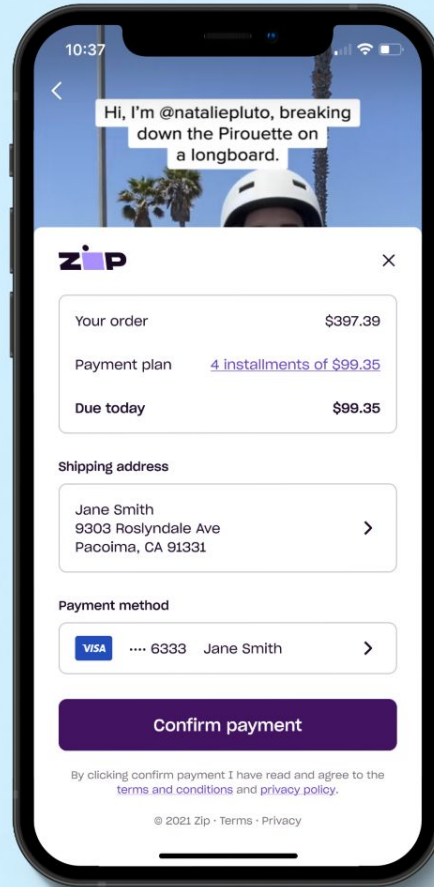 10:37
Hi, I'm @nataliepluto, breaking
down the Pirouette on
a longboard.
zip
Your order $397.39
Payment plan 4 installments of $99.35
Due today $99.35
Shipping address
Jane Smith
9303 Roslyndale Ave
Pacoima, CA 91331
Payment method
VISA ···· 6333 Jane Smith
Confirm payment
By clicking confirm payment I have read and agree to the
terms and conditions and privacy policy.
© 2021 Zip · Terms · Privacy